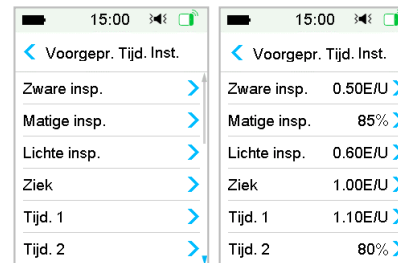 15:00
Voorgepr. Tijd. Inst.
Zware insp.
Matige insp.
Lichte insp.
Ziek
Tijd. 1
Tijd. 2
15:00
Voorgepr. Tijd. Inst.
Zware insp. 0.50E/U
Matige insp. 85%
Lichte insp. 0.60E/U
Ziek 1.00E/U
Tijd. 1 1.10E/U
Tijd. 2 80%